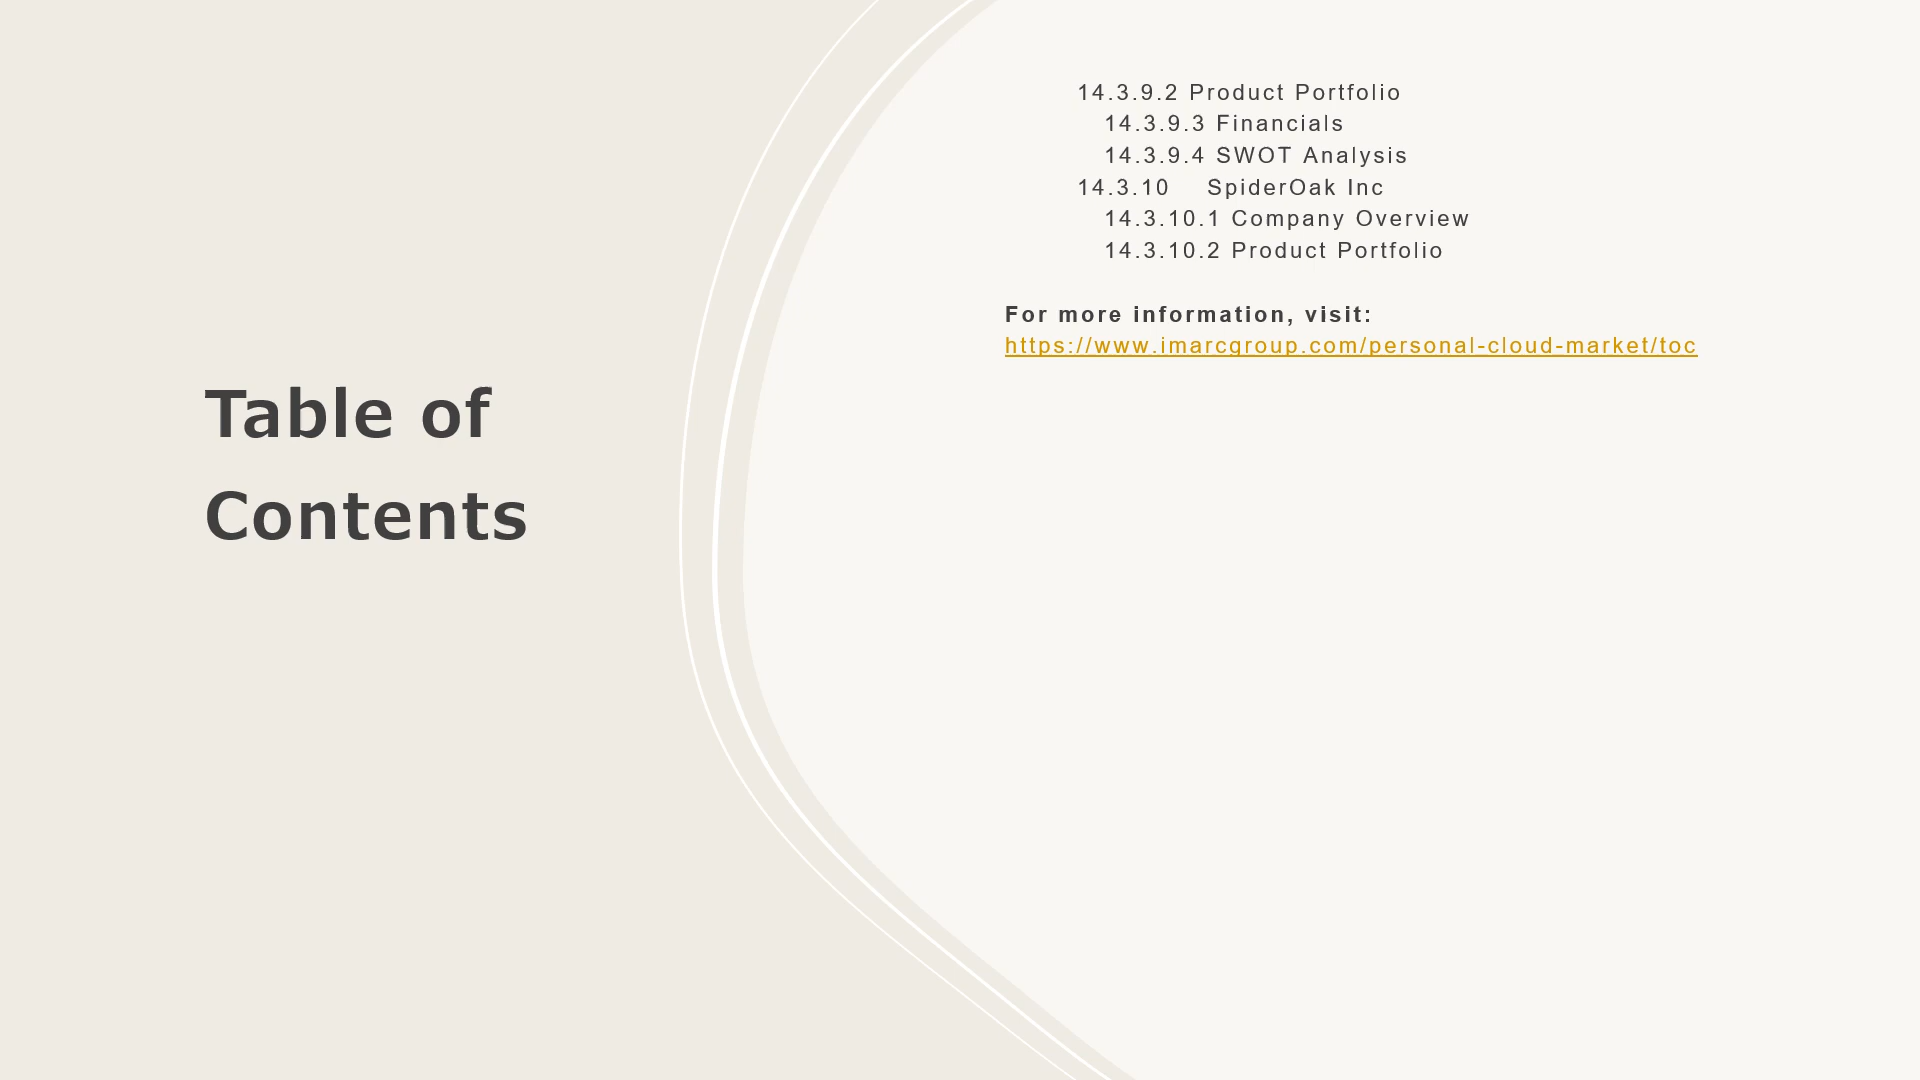 Table of
Contents
14.3.9.2 Product Portfolio
14.3.9.3 Financials
14.3.9.4 SWOT Analysis
14.3.10 SpiderOak Inc
14.3.10.1 Company Overview
14.3.10.2 Product Portfolio
For more information, visit:
https://www.imarcgroup.com/personal-cloud-market/toc